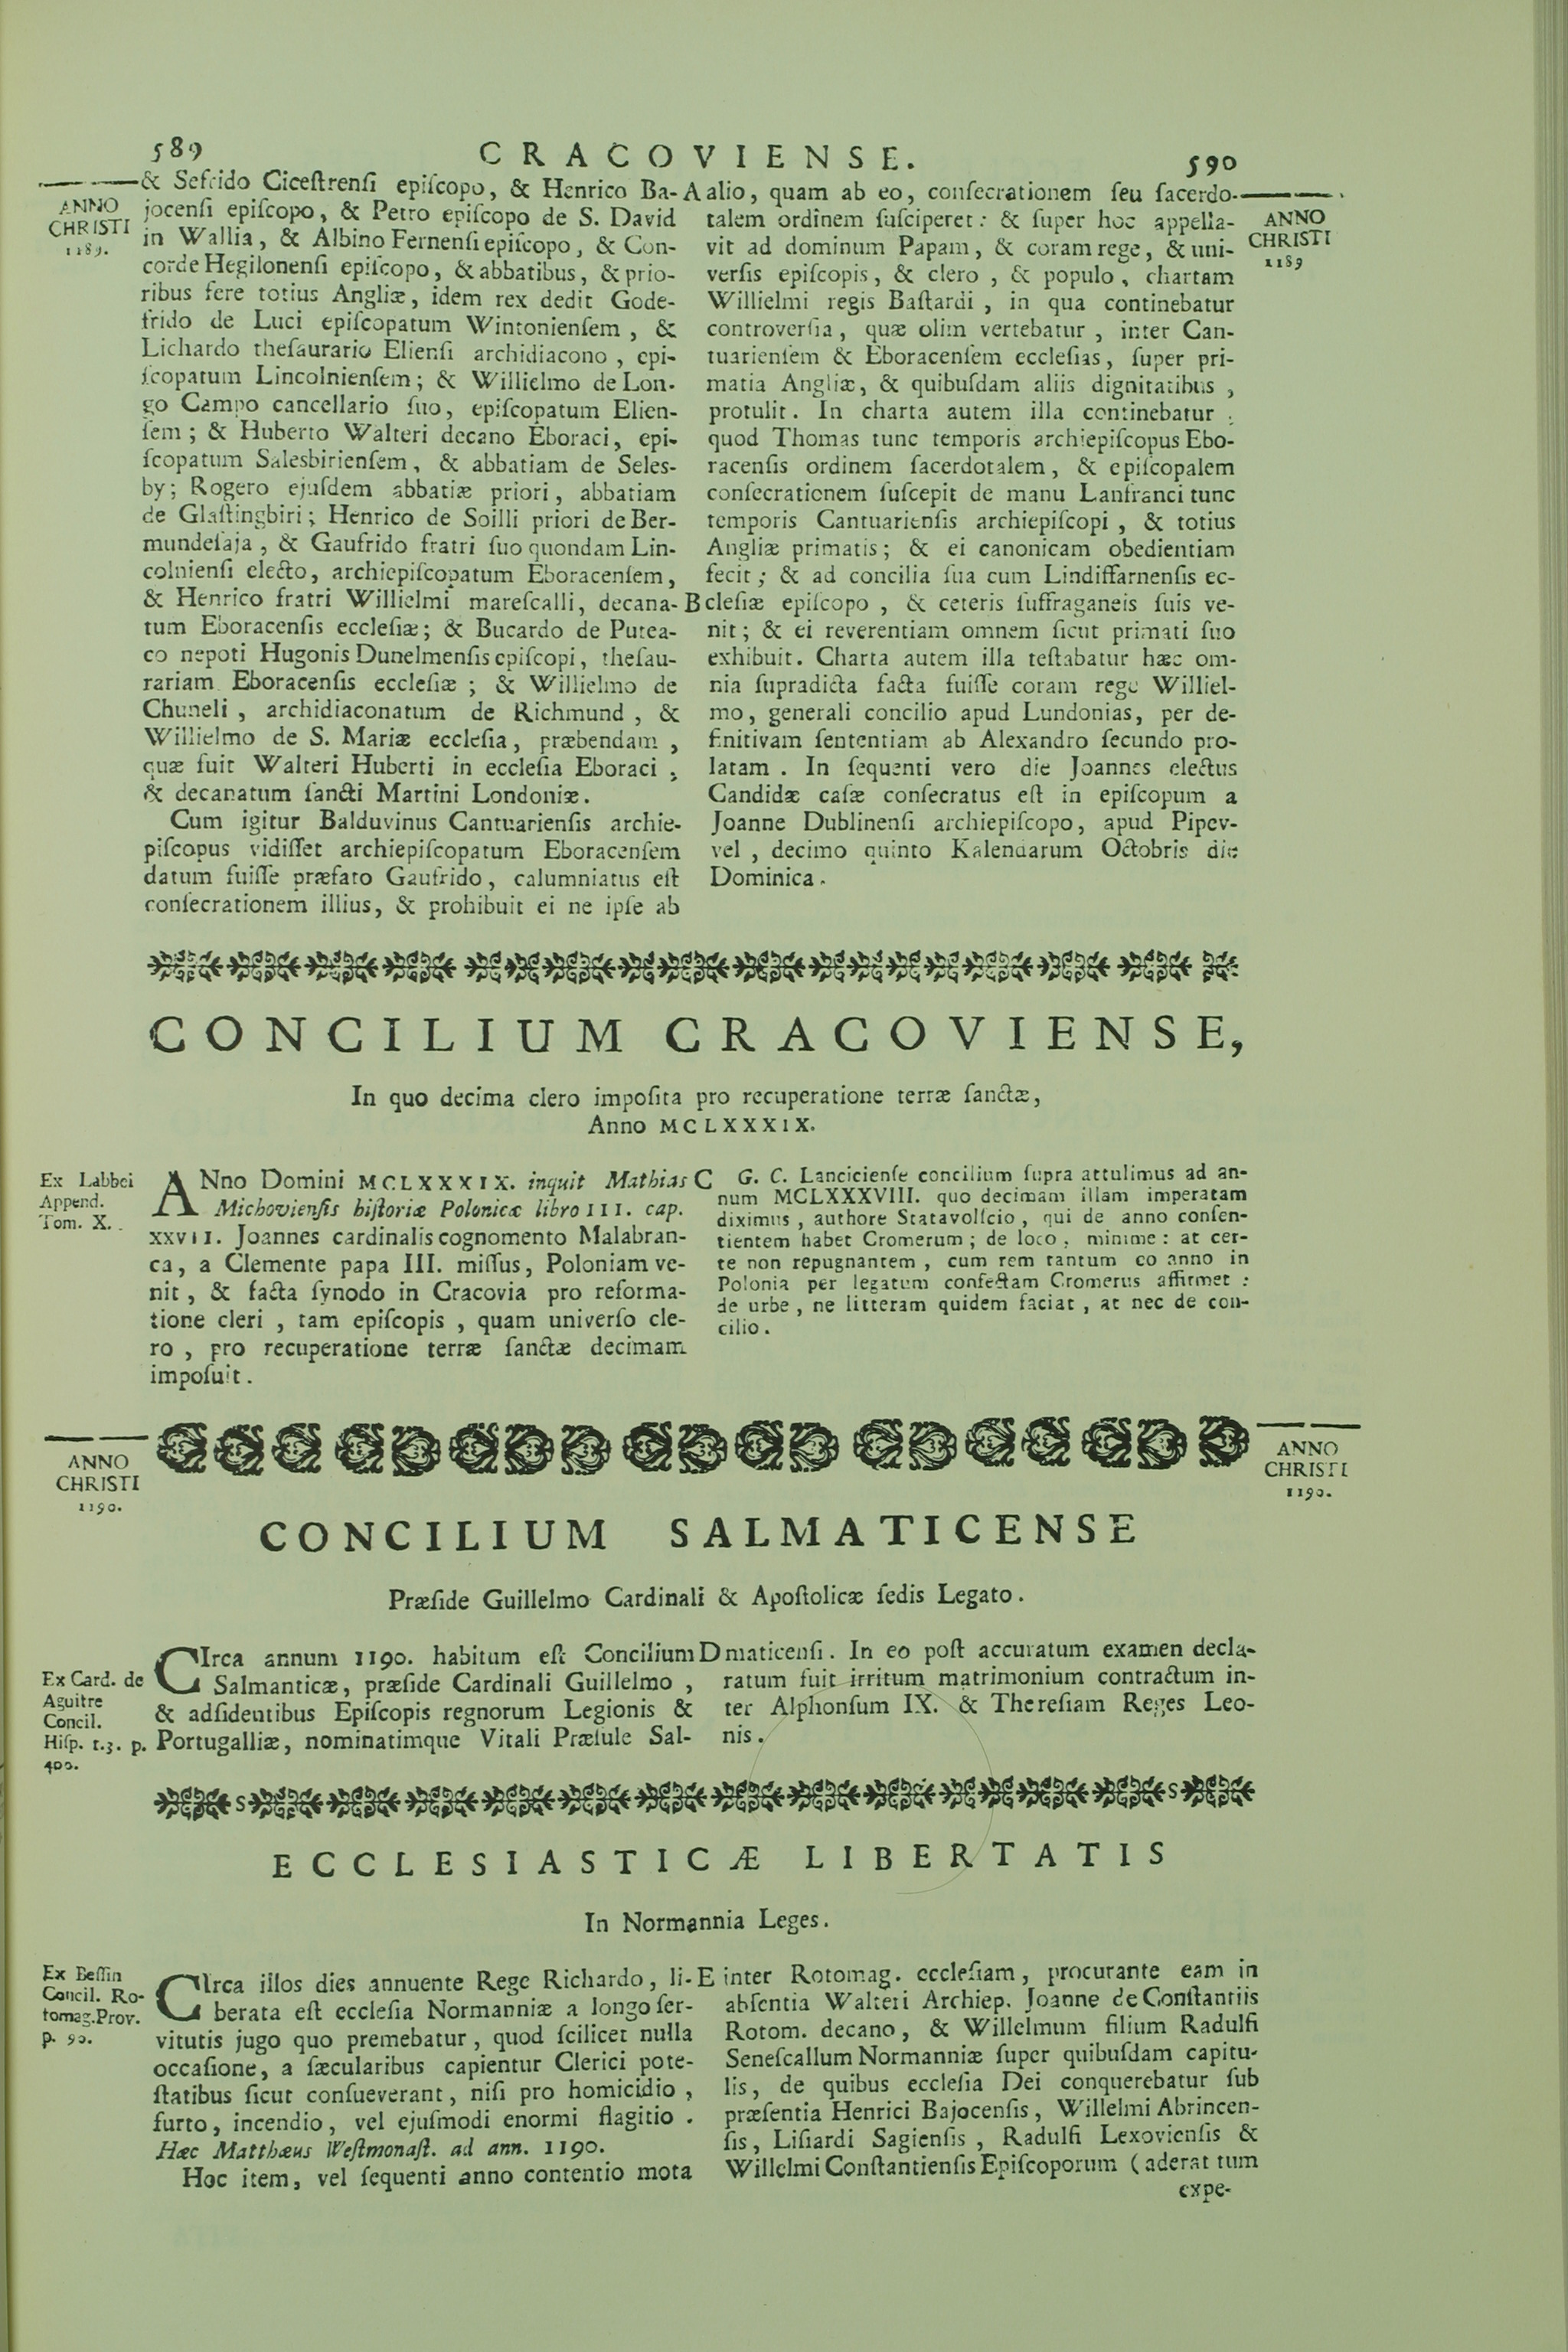 589
CRACOVIENSE.
590
ANNO
CHRISTI
1189.
& Sefrido Ciceſtrenſi epiſcopo, & Henrico Ba-
jocenſi epiſcopo, & Petro epiſcopo de S. David
in Wallia, & Albino Fernenſi epiſcopo, & Con-
corde Hegilonenſi epiſcopo, & abbatibus, & prio-
ribus fere totius Angliæ, idem rex dedit Gode-
frido de Luci epiſcopatum Wintonienſem, &
Lichardo theſaurario Elienſi archidiacono, epi-
ſcopatum Lincolnienſem; & Willielmo de Lon-
go Campo cancellario ſuo, epiſcopatum Elien-
ſem; & Huberto Walteri decano Eboraci, epi-
ſcopatum Salesbirienſem, & abbatiam de Seles-
by; Rogero ejuſdem abbatiæ priori, abbatiam
de Glaſtingbiri; Henrico de Soilli priori de Ber-
mundeſaja, & Gaufrido fratri ſuo quondam Lin-
colnienſi electo, archiepiſcopatum Eboracenſem,
& Henrico fratri Willielmi mareſcalli, decana-
tum Eboracenſis eccleſiæ; & Bucardo de Putea-
co nepoti Hugonis Dunelmenſis epiſcopi, theſau-
rariam Eboracenſis eccleſiæ; & Willielmo de
Chuneli, archidiaconatum de Richmund, &
Willielmo de S. Mariæ eccleſia, præbendam,
quæ fuit Walteri Huberti in eccleſia Eboraci,
& decanatum ſancti Martini Londoniæ.
Cum igitur Balduvinus Cantuarienſis archie-
piſcopus vidiſſet archiepiſcopatum Eboracenſem
datum fuiſſe præfato Gaufrido, calumniatus eſt
conſecrationem illius, & prohibuit ei ne ipſe ab
A alio, quam ab eo, conſecrationem ſeu ſacerdo-
talem ordinem ſuſciperet: & ſuper hoc appella-
vit ad dominum Papam, & coram rege, & uni-
verſis epiſcopis, & clero, & populo, chartam
Willielmi regis Baſtardi, in qua continebatur
controverſia, quæ olim vertebatur, inter Can-
tuarienſem & Eboracenſem eccleſias, ſuper pri-
matia Angliæ, & quibuſdam aliis dignitatibus,
protulit. In charta autem illa continebatur:
quod Thomas tunc temporis archiepiſcopus Ebo-
racenſis ordinem ſacerdotalem, & epiſcopalem
conſecrationem ſuſcepit de manu Lanfranci tunc
temporis Cantuarienſis archiepiſcopi, & totius
Angliæ primatis; & ei canonicam obedientiam
fecit; & ad concilia ſua cum Lindiffarnenſis ec-
B cleſiæ epiſcopo, & ceteris ſuffraganeis ſuis ve-
nit; & ei reverentiam omnem ſicut primati ſuo
exhibuit. Charta autem illa teſtabatur hæc om-
nia ſupradicta facta fuiſſe coram rege Williel-
mo, generali concilio apud Lundonias, per de-
finitivam ſententiam ab Alexandro ſecundo pro-
latam. In ſequenti vero die Joannes electus
Candidæ caſæ conſecratus eſt in epiſcopum a
Joanne Dublinenſi archiepiſcopo, apud Pipev-
vel, decimo quinto Kalendarum Octobris die
Dominica.
ANNO
CHRISTI
1189
CONCILIUM CRACOVIENSE,
In quo decima clero impoſita pro recuperatione terræ ſanctæ,
Anno MCLXXXIX.
Ex Labbei
Append.
Tom. X.
ANno Domini MCLXXXIX. inquit Mathias
Michovienſis hiſtoriæ Polonicæ libro III. cap.
XXVII. Joannes cardinalis cognomento Malabran-
ca, a Clemente papa III. miſſus, Poloniam ve-
nit, & facta ſynodo in Cracovia pro reforma-
tione cleri, tam epiſcopis, quam univerſo cle-
ro, pro recuperatione terræ ſanctæ decimam
impoſuit.
C G. C. Lancicienſe concilium ſupra attulimus ad an-
num MCLXXXVIII. quo decimam illam imperatam
diximus, authore Statavolſcio, qui de anno conſen-
tientem habet Cromerum; de loco, minime: at cer-
te non repugnantem, cum rem tantum eo anno in
Polonia per legatum confectam Cromerus affirmet:
de urbe, ne litteram quidem faciat, at nec de con-
cilio.
ANNO
CHRISTI
1190.
ANNO
CHRISTI
1190.
CONCILIUM SALMATICENSE
Præſide Guillelmo Cardinali & Apoſtolicæ ſedis Legato.
Ex Card. de
Aguirre
Concil.
Hiſp. t.3. p.
400.
CIrca annum 1190. habitum eſt Concilium
Salmanticæ, præſide Cardinali Guillelmo,
& adſidentibus Epiſcopis regnorum Legionis &
Portugalliæ, nominatimque Vitali Præſule Sal-
D maticenſi. In eo poſt accuratum examen decla-
ratum fuit irritum matrimonium contractum in-
ter Alphonſum IX. & Thereſiam Reges Leo-
nis.
ECCLESIASTICÆ LIBERTATIS
In Normannia Leges.
Ex Beſſin
Concil. Ro-
tomag.Prov.
p. 90.
CIrca illos dies annuente Rege Richardo, li-
berata eſt eccleſia Normanniæ a longo ſer-
vitutis jugo quo premebatur, quod ſcilicet nulla
occaſione, a ſæcularibus capientur Clerici pote-
ſtatibus ſicut conſueverant, niſi pro homicidio,
furto, incendio, vel ejuſmodi enormi flagitio.
Hæc Matthæus Weſtmonaſt. ad ann. 1190.
Hoc item, vel ſequenti anno contentio mota
E inter Rotomag. eccleſiam, procurante eam in
abſentia Walteri Archiep. Joanne de Conſtantiis
Rotom. decano, & Willelmum filium Radulfi
Seneſcallum Normanniæ ſuper quibuſdam capitu-
lis, de quibus eccleſia Dei conquerebatur ſub
præſentia Henrici Bajocenſis, Willelmi Abrincen-
ſis, Liſiardi Sagienſis, Radulfi Lexovienſis &
Willelmi Conſtantienſis Epiſcoporum (aderat tum
expe-